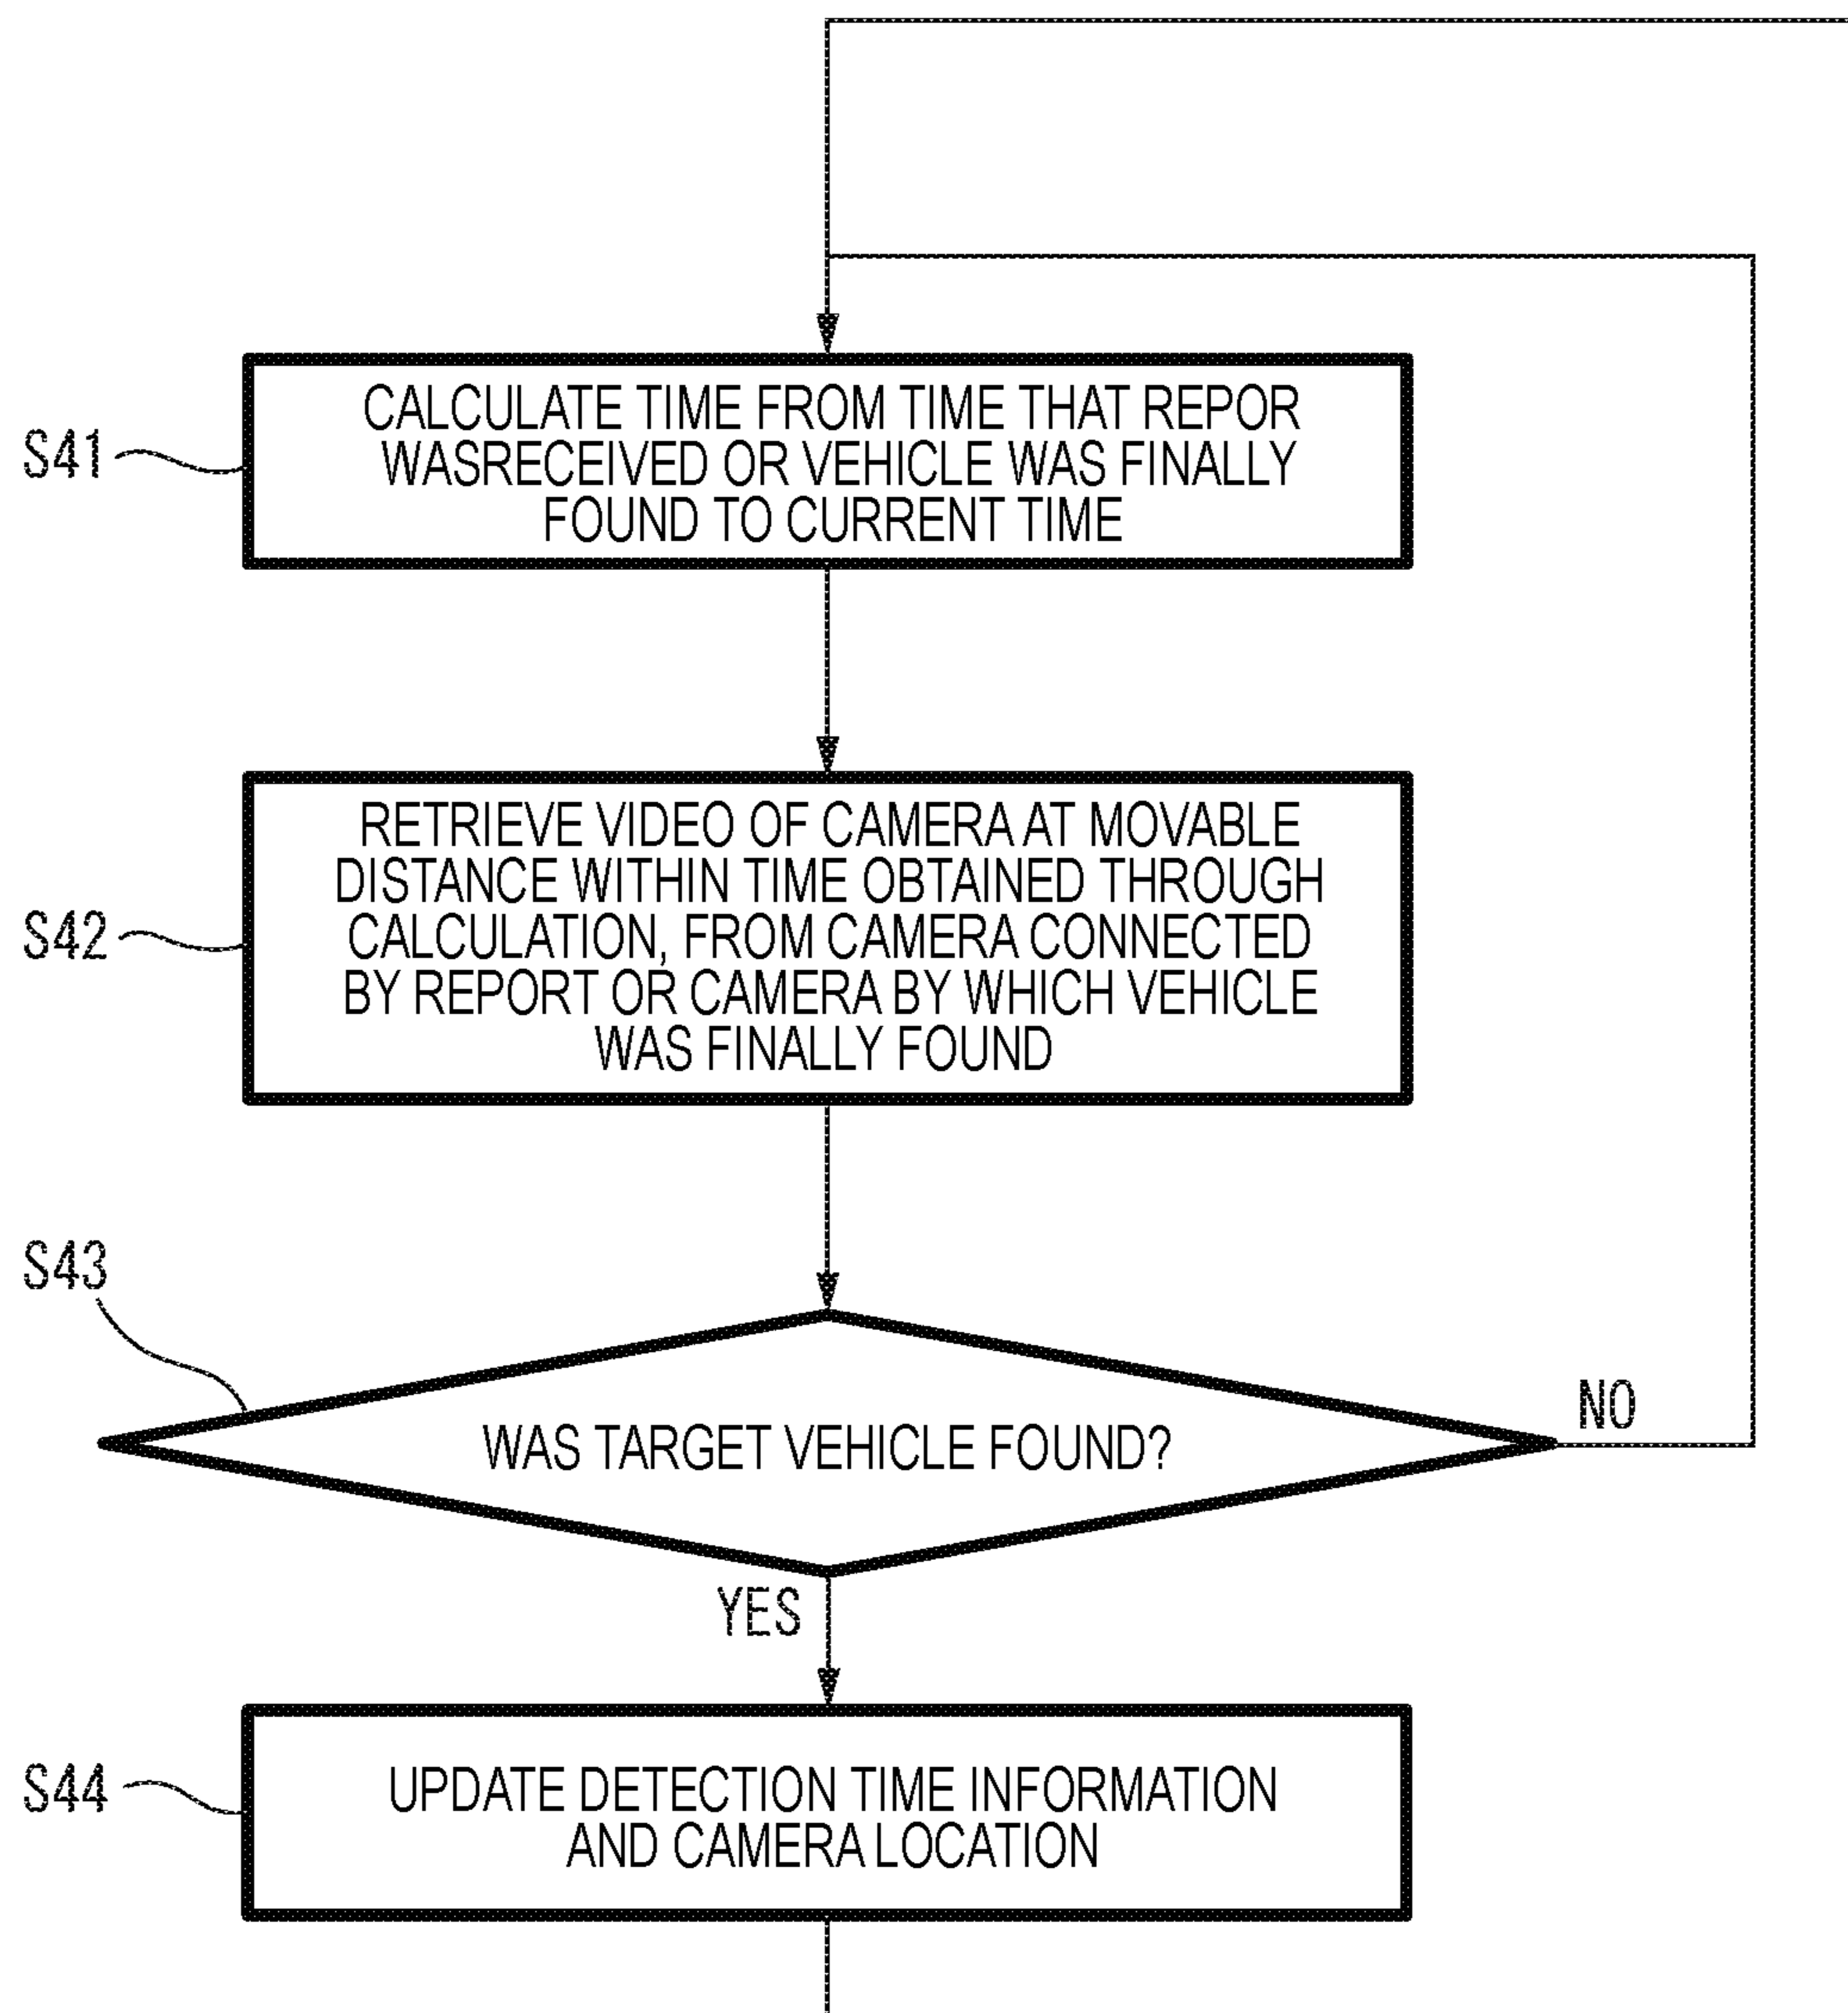 S41
CALCULATE TIME FROM TIME THAT REPOR
WASRECEIVED OR VEHICLE WAS FINALLY
FOUND TO CURRENT TIME
S42
RETRIEVE VIDEO OF CAMERA AT MOVABLE
DISTANCE WITHIN TIME OBTAINED THROUGH
CALCULATION, FROM CAMERA CONNECTED
BY REPORT OR CAMERA BY WHICH VEHICLE
WAS FINALLY FOUND
S43
WAS TARGET VEHICLE FOUND?
NO
YES
S44
UPDATE DETECTION TIME INFORMATION
AND CAMERA LOCATION